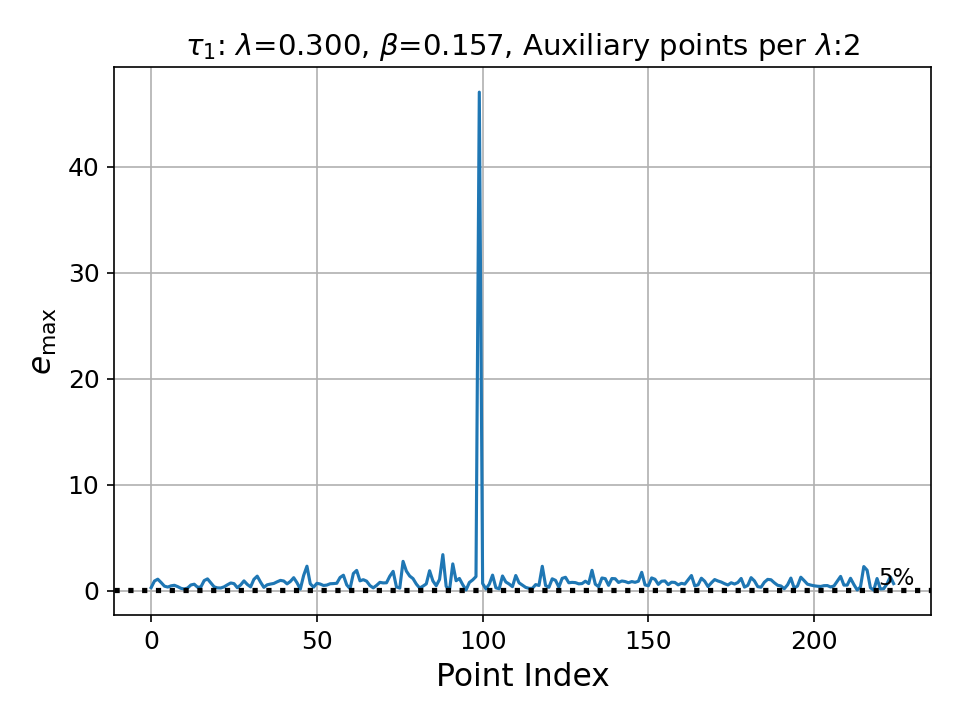 τ₁: λ=0.300, β=0.157, Auxiliary points per λ:2
e_max
40
30
20
10
0
5%
0 50 100 150 200
Point Index